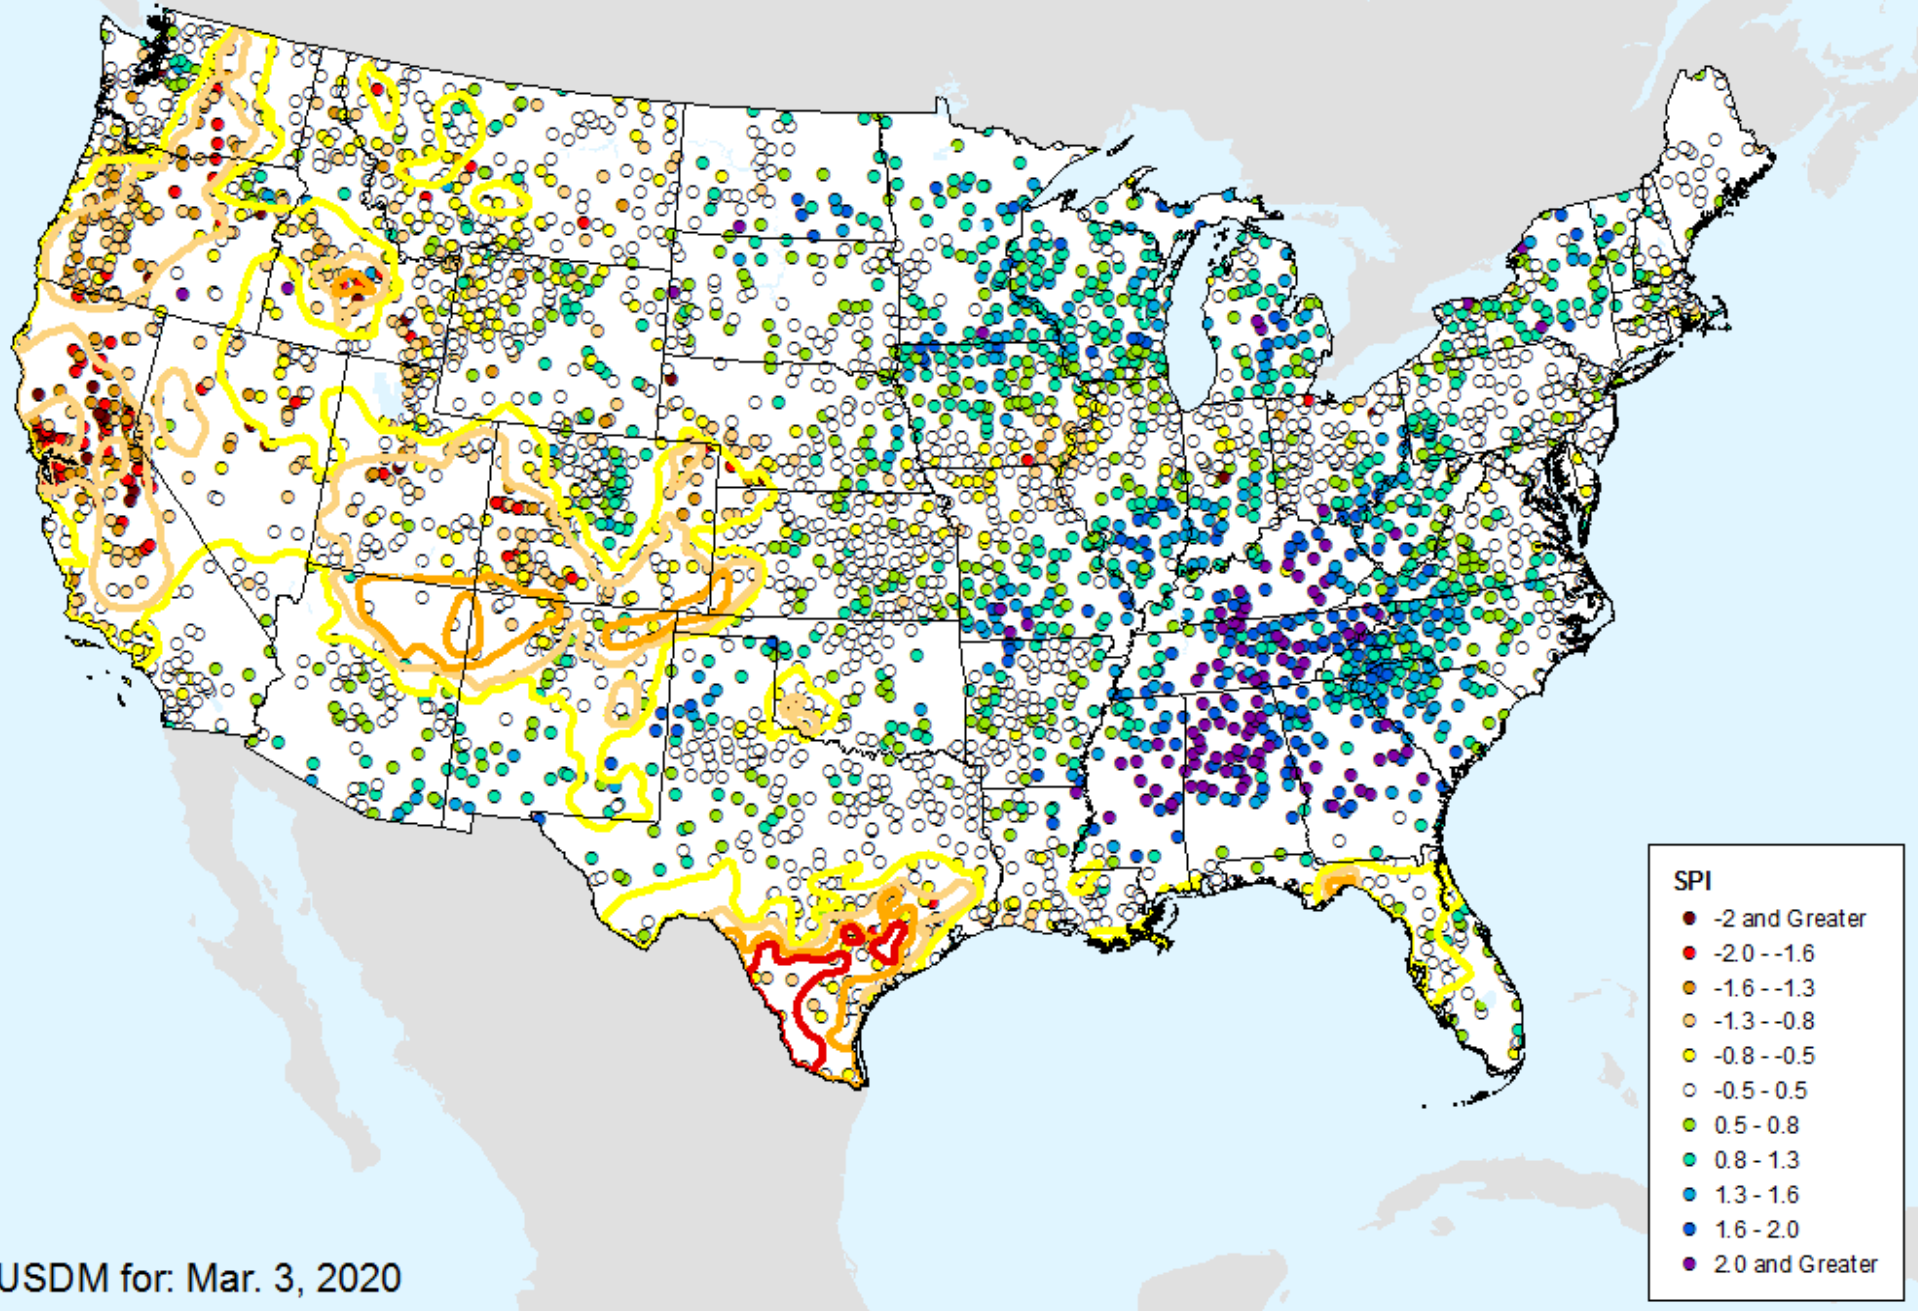 SPI
-2 and Greater
-2.0 - -1.6
-1.6 - -1.3
-1.3 - -0.8
-0.8 - -0.5
-0.5 - 0.5
0.5 - 0.8
0.8 - 1.3
1.3 - 1.6
1.6 - 2.0
2.0 and Greater
USDM for: Mar. 3, 2020